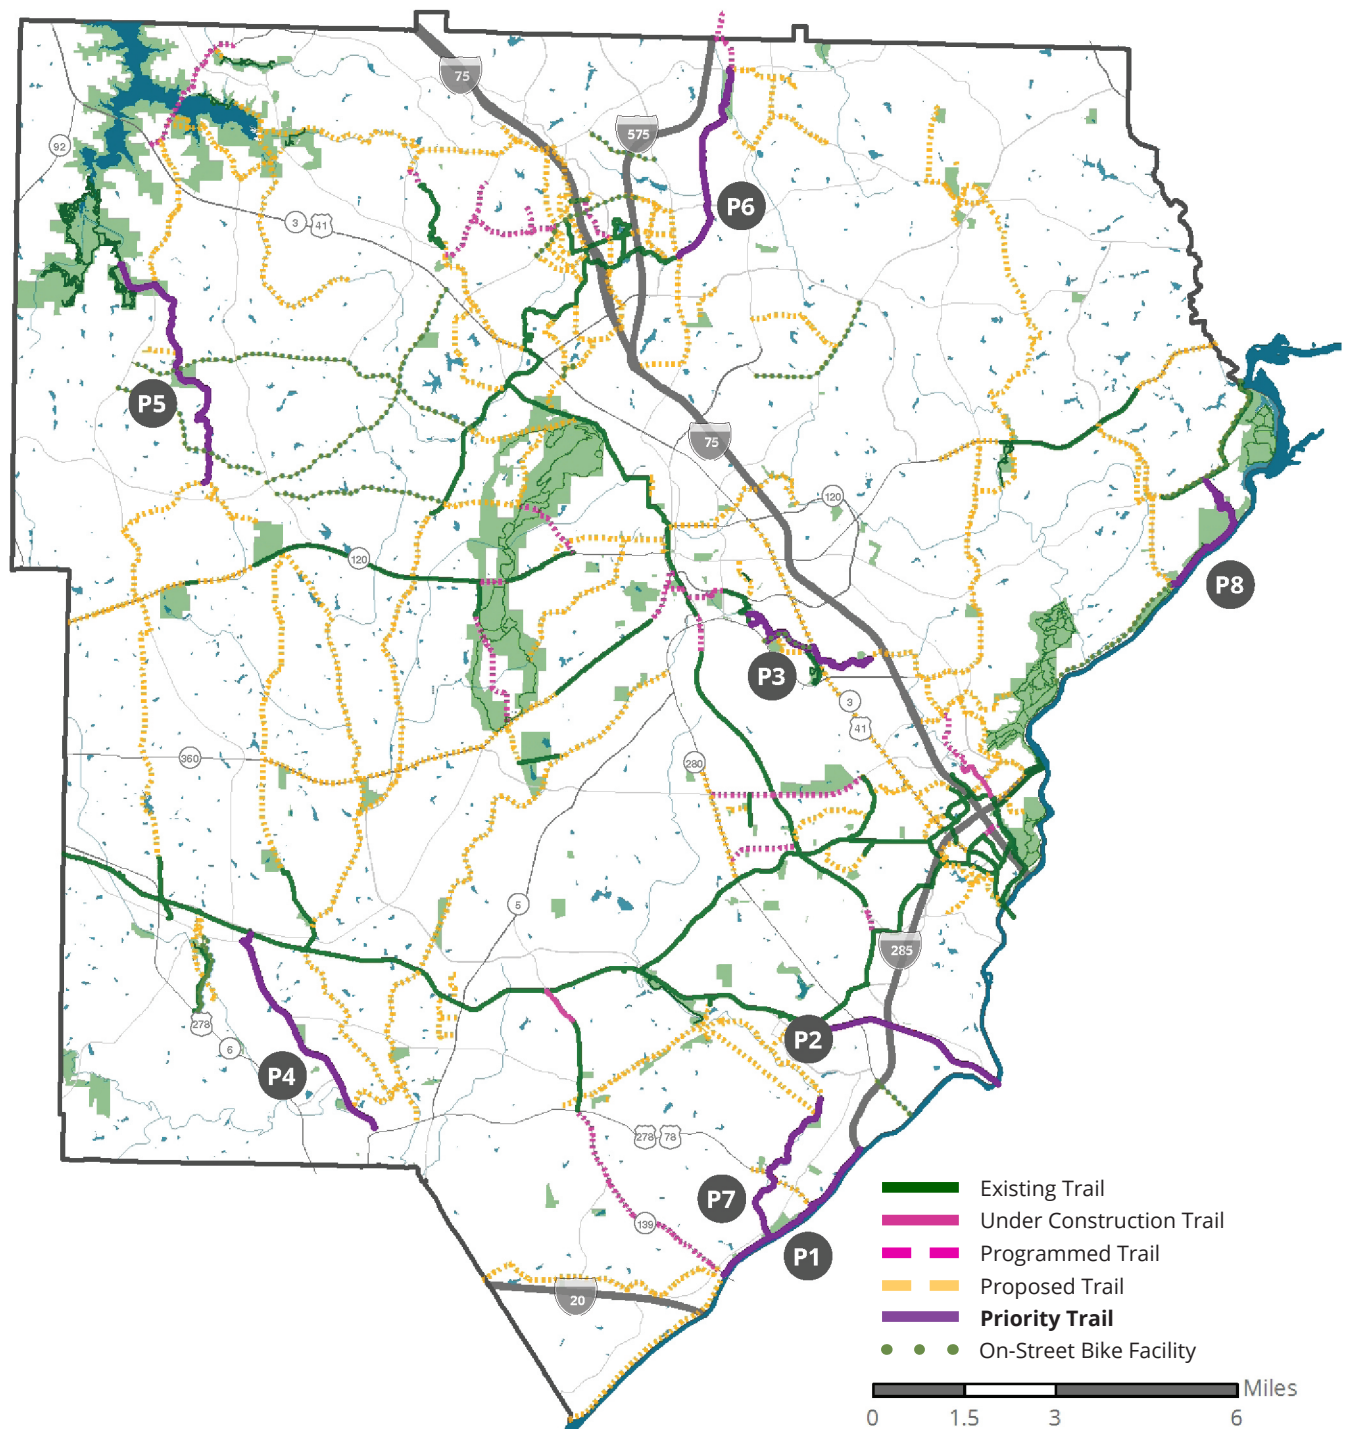 75
575
92
P6
3
41
P5
75
120
120
P8
P3
3
41
360
280
5
285
278
6
P2
P4
278
78
P7
139
P1
20
Existing Trail
Under Construction Trail
Programmed Trail
Proposed Trail
Priority Trail
On-Street Bike Facility
Miles
0 1.5 3 6